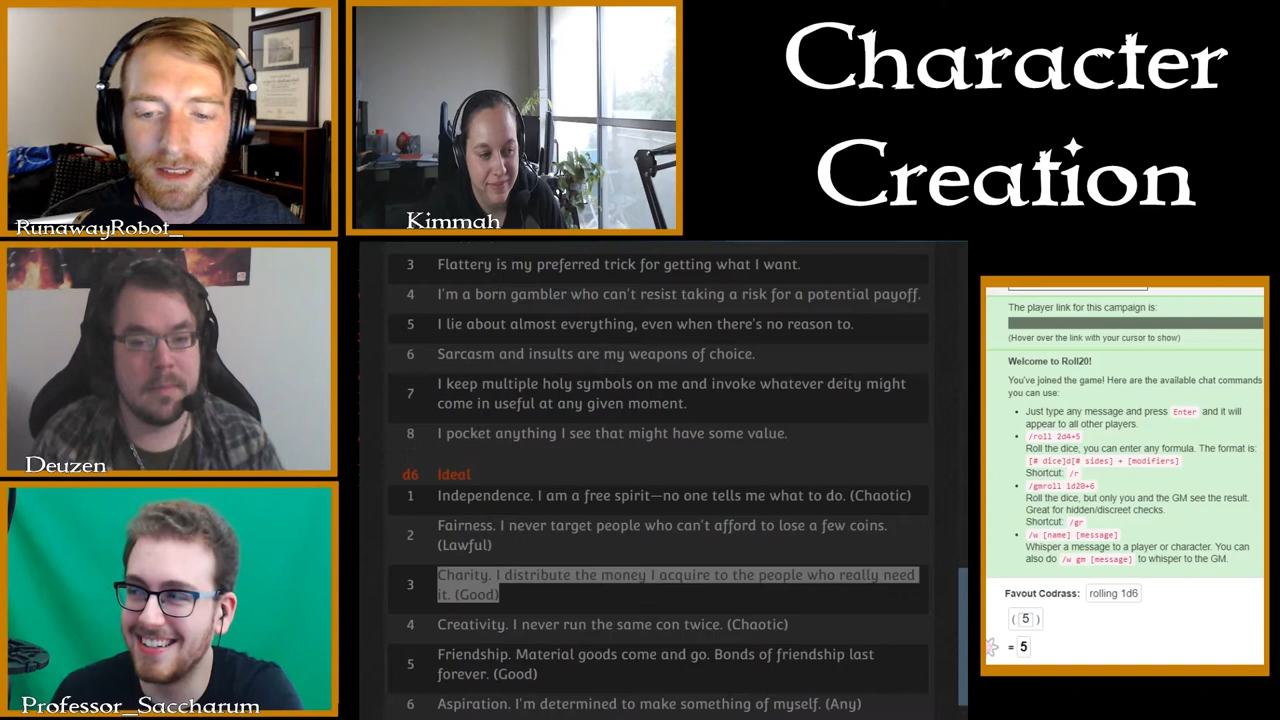 RunawayRobot_
Kimmah
Character
Creation
Deuzen
Professor_Saccharum
3 Flattery is my preferred trick for getting what I want.
4 I'm a born gambler who can't resist taking a risk for a potential payoff.
5 I lie about almost everything, even when there's no reason to.
6 Sarcasm and insults are my weapons of choice.
7 I keep multiple holy symbols on me and invoke whatever deity might
come in useful at any given moment.
8 I pocket anything I see that might have some value.
d6 Ideal
1 Independence. I am a free spirit—no one tells me what to do. (Chaotic)
2 Fairness. I never target people who can't afford to lose a few coins.
(Lawful)
3 Charity. I distribute the money I acquire to the people who really need
it. (Good)
4 Creativity. I never run the same con twice. (Chaotic)
5 Friendship. Material goods come and go. Bonds of friendship last
forever. (Good)
6 Aspiration. I'm determined to make something of myself. (Any)
The player link for this campaign is:
(Hover over the link with your cursor to show)
Welcome to Roll20!
You've joined the game! Here are the available chat commands
you can use:
Just type any message and press Enter and it will
appear to all other players.
/roll 2d4+5
Roll the dice, you can enter any formula. The format is:
[# dice]d[# sides] + [modifiers]
Shortcut: /r
/gmroll 1d20+6
Roll the dice, but only you and the GM see the result.
Great for hidden/discreet checks.
Shortcut: /gr
/w [name] [message]
Whisper a message to a player or character. You can
also do /w gm [message] to whisper to the GM.
Favout Codrass: rolling 1d6
(5)
= 5